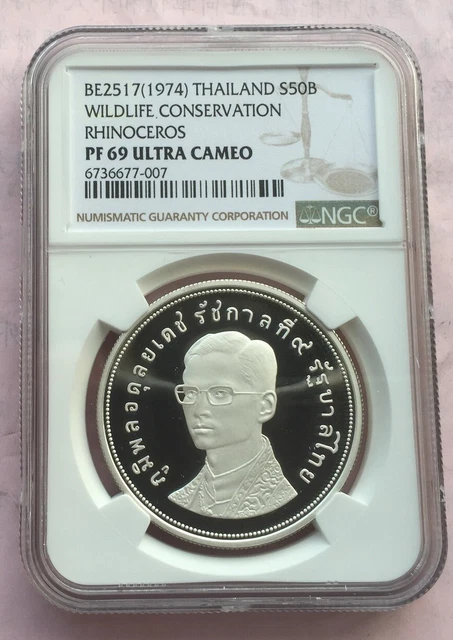 BE2517(1974) THAILAND S50B
WILDLIFE CONSERVATION
RHINOCEROS
PF 69 ULTRA CAMEO
6736677-007
NUMISMATIC GUARANTY CORPORATION
NGC®
ภูมิพลอดุลยเดช รัชกาลที่๙ รัฐบาลไทย